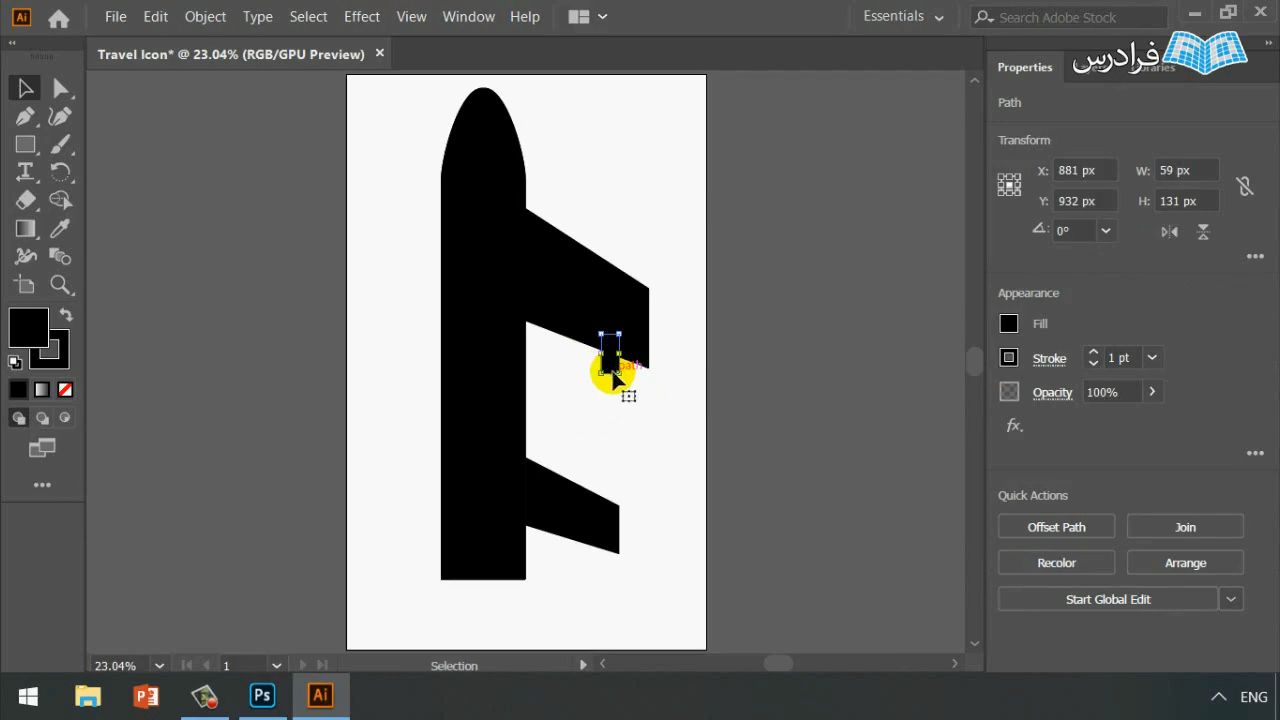 Ai File Edit Object Type Select Effect View Window Help Essentials Search Adobe Stock
Travel Icon* @ 23.04% (RGB/GPU Preview)
فرادرس
Properties
Path
Transform
X: 881 px W: 59 px
Y: 932 px H: 131 px
0°
Appearance
Fill
Stroke 1 pt
Opacity 100%
fx.
path
Quick Actions
Offset Path Join
Recolor Arrange
Start Global Edit
23.04% 1 Selection
Ps Ai ENG